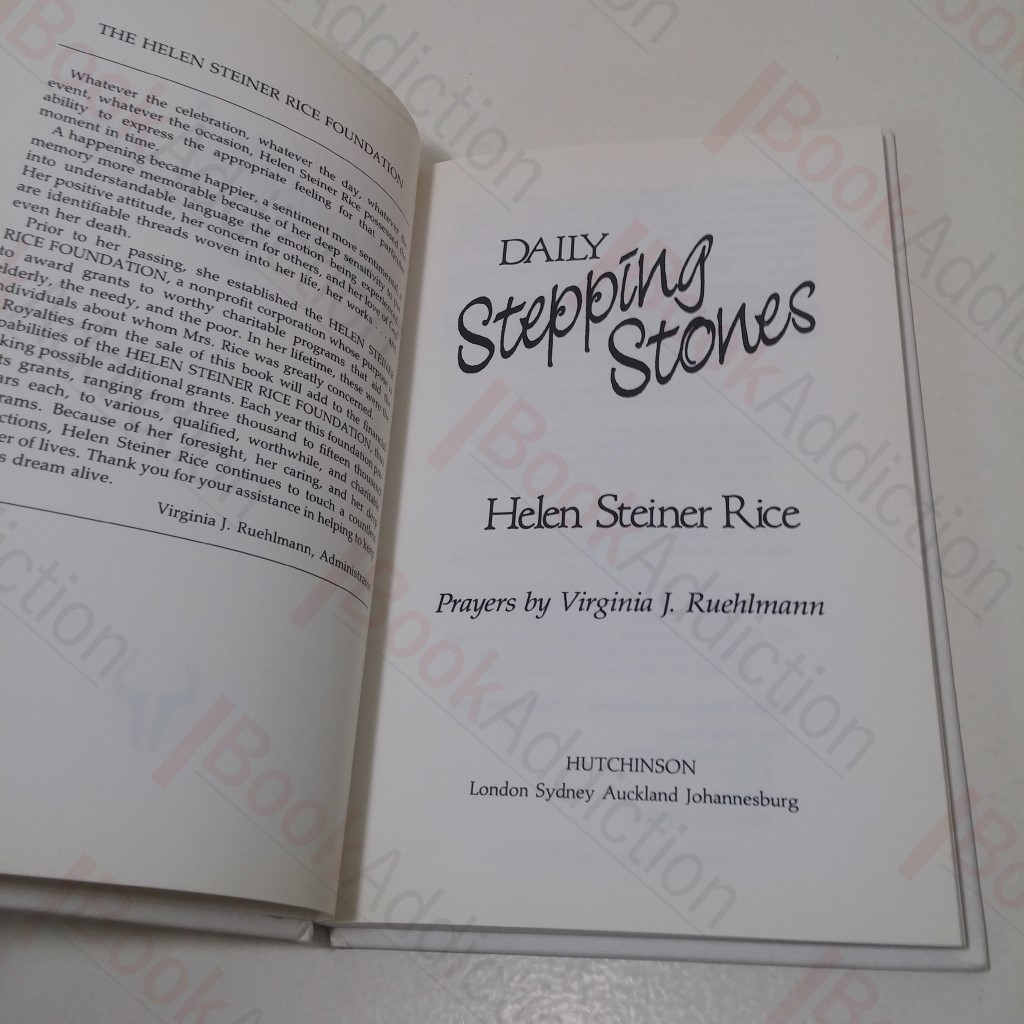 THE HELEN STEINER RICE FOUNDATION
Whatever the celebration, whatever the day, whatever the
event, whatever the occasion, Helen Steiner Rice possessed the
ability to express the appropriate feeling for that particular
moment in time.
A happening became happier, a sentiment more sentimental, a
memory more memorable because of her deep sensitivity to put
into understandable language the emotion being experienced.
Her positive attitude, her concern for others, and her love of God
are identifiable threads woven into her life, her works and
even her death.
Prior to her passing, she established the HELEN STEINER
RICE FOUNDATION, a nonprofit corporation whose purpose is
to award grants to worthy charitable programs that aid the
elderly, the needy, and the poor. In her lifetime, these were the
individuals about whom Mrs. Rice was greatly concerned.
Royalties from the sale of this book will add to the financial
capabilities of the HELEN STEINER RICE FOUNDATION, thus
making possible additional grants. Each year this foundation
grants, ranging from three thousand to fifteen thousand
each, to various, qualified, worthwhile, and charitable
Because of her foresight, her caring, and her deep
Helen Steiner Rice continues to touch a countless
of lives. Thank you for your assistance in helping to keep
dream alive.
Virginia J. Ruehlmann, Administrator
DAILY
Stepping
Stones
Helen Steiner Rice
Prayers by Virginia J. Ruehlmann
HUTCHINSON
London Sydney Auckland Johannesburg
BookAddiction